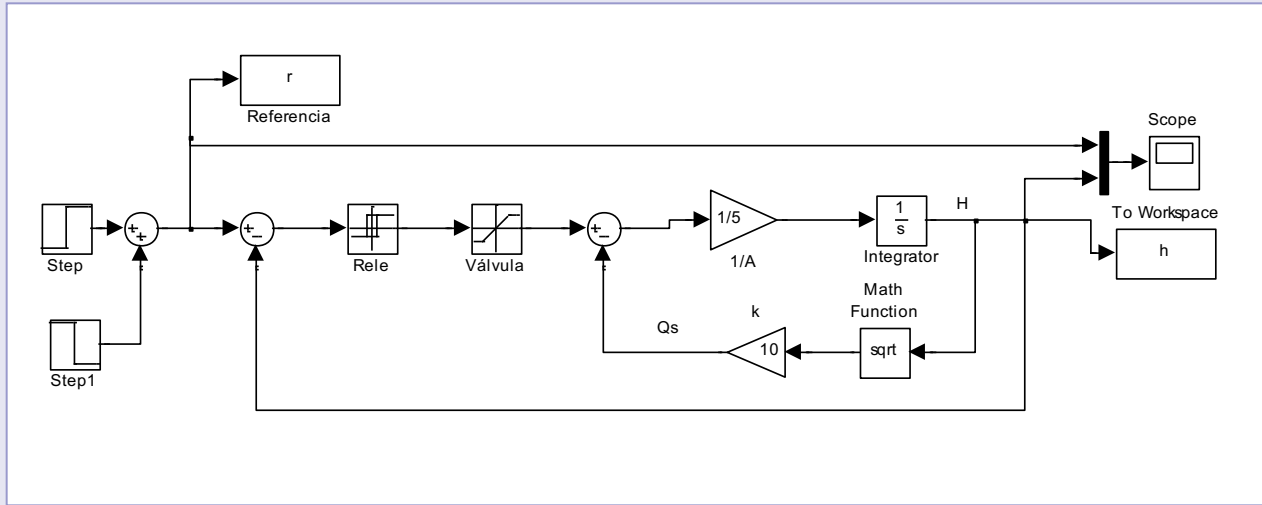 r
Referencia
Scope
Step
Rele
Válvula
1/5
1/A
1
s
Integrator
H
To Workspace
h
Math
Function
k
Qs
10
sqrt
Step1